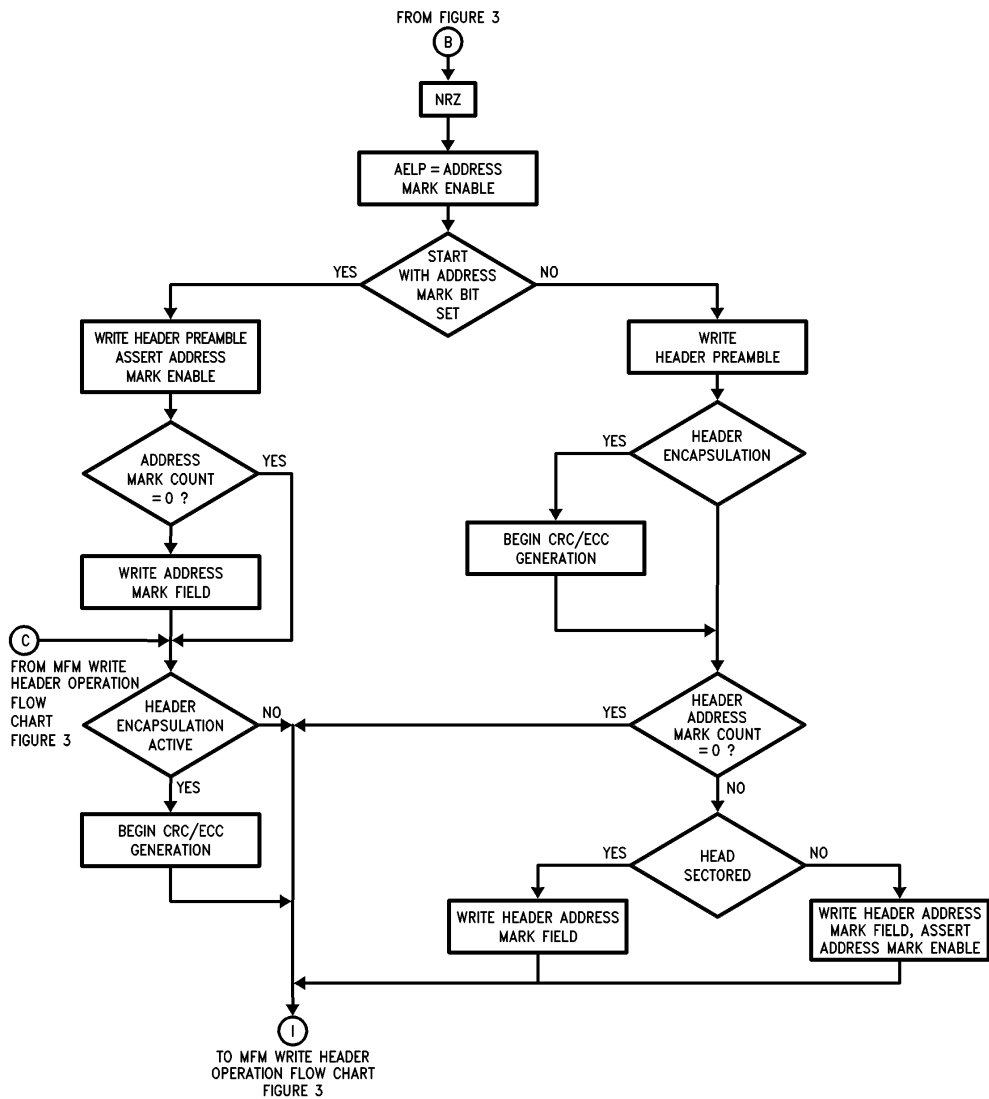 FROM FIGURE 3
B
NRZ
AELP = ADDRESS
MARK ENABLE
START
WITH ADDRESS
MARK BIT
SET
YES
NO
WRITE HEADER PREAMBLE
ASSERT ADDRESS
MARK ENABLE
WRITE
HEADER PREAMBLE
ADDRESS
MARK COUNT
= 0 ?
YES
HEADER
ENCAPSULATION
YES
BEGIN CRC/ECC
GENERATION
WRITE ADDRESS
MARK FIELD
C
FROM MFM WRITE
HEADER OPERATION
FLOW
CHART
FIGURE 3
HEADER
ENCAPSULATION
ACTIVE
NO
YES
HEADER
ADDRESS
MARK COUNT
= 0 ?
YES
NO
BEGIN CRC/ECC
GENERATION
HEAD
SECTORED
YES
NO
WRITE HEADER ADDRESS
MARK FIELD
WRITE HEADER ADDRESS
MARK FIELD, ASSERT
ADDRESS MARK ENABLE
I
TO MFM WRITE HEADER
OPERATION FLOW CHART
FIGURE 3